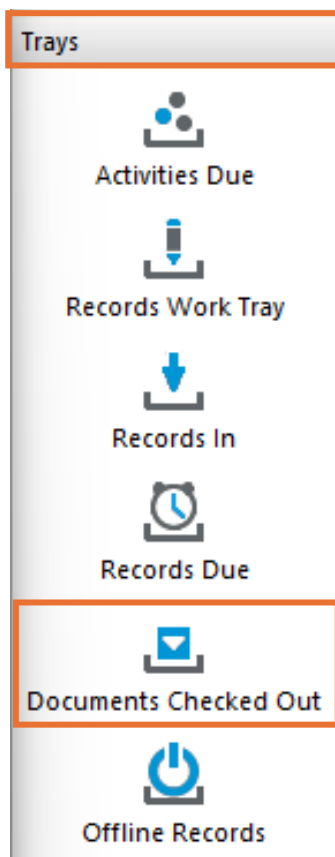 Trays
Activities Due
Records Work Tray
Records In
Records Due
Documents Checked Out
Offline Records